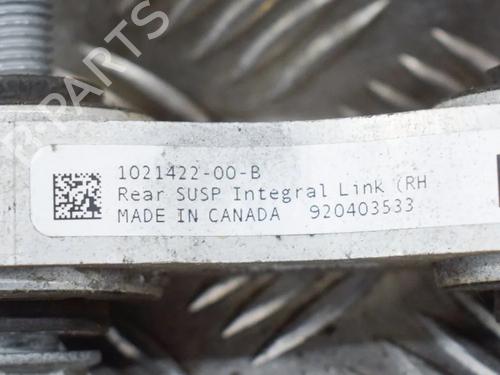 R-PARTS
1021422-00-B
Rear SUSP Integral Link (RH
MADE IN CANADA 920403533